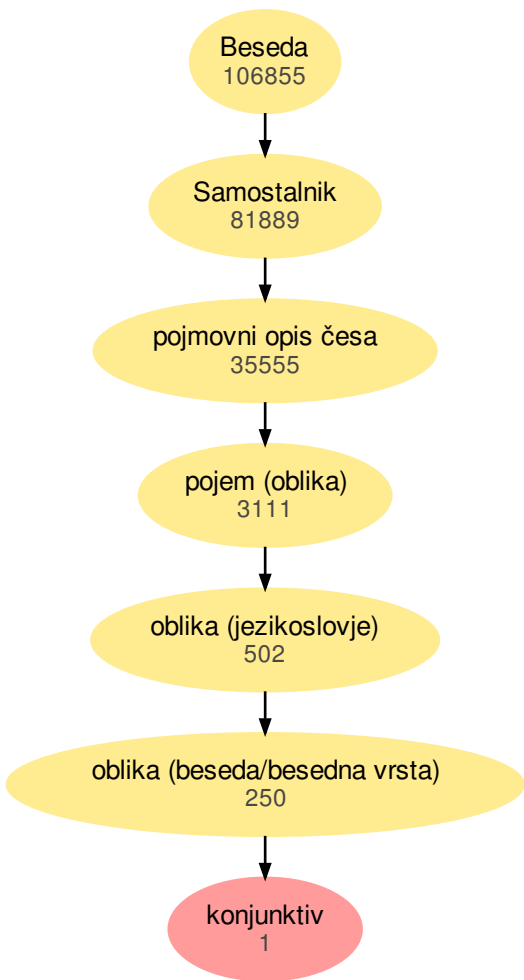 Beseda
106855
Samostalnik
81889
pojmovni opis česa
35555
pojem (oblika)
3111
oblika (jezikoslovje)
502
oblika (beseda/besedna vrsta)
250
konjunktiv
1